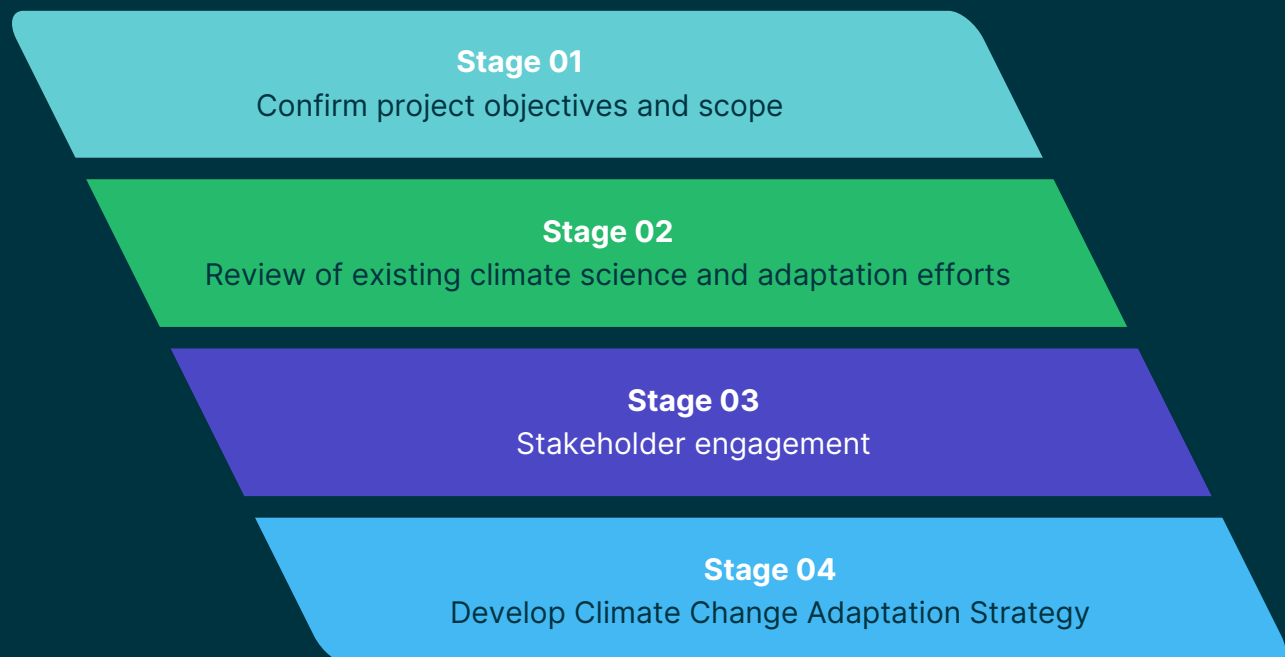 Stage 01
Confirm project objectives and scope
Stage 02
Review of existing climate science and adaptation efforts
Stage 03
Stakeholder engagement
Stage 04
Develop Climate Change Adaptation Strategy